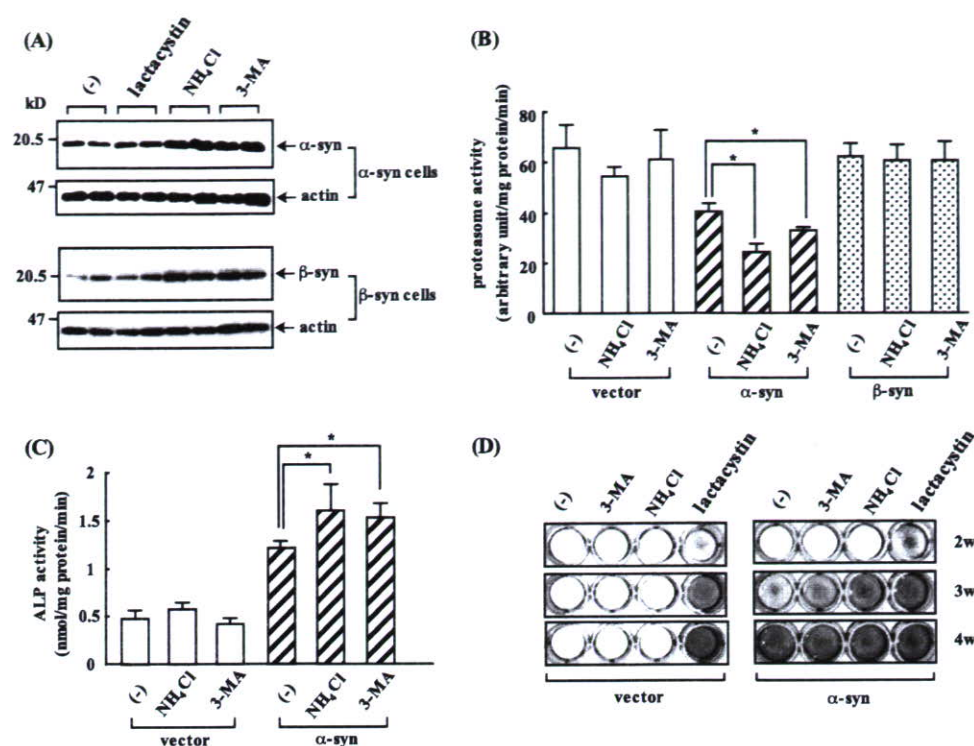 (A)
(-) lactacystin NH₄Cl 3-MA
kD
20.5 α-syn
47 actin
α-syn cells
20.5 β-syn
47 actin
β-syn cells
(B)
proteasome activity
(arbitrary unit/mg protein/min)
80
60
40
20
0
* *
(-) NH₄Cl 3-MA (-) NH₄Cl 3-MA (-) NH₄Cl 3-MA
vector α-syn β-syn
(C)
ALP activity
(nmol/mg protein/min)
2
1.5
1
0.5
0
* *
(-) NH₄Cl 3-MA (-) NH₄Cl 3-MA
vector α-syn
(D)
(-) 3-MA NH₄Cl lactacystin (-) 3-MA NH₄Cl lactacystin
2w
3w
4w
vector α-syn